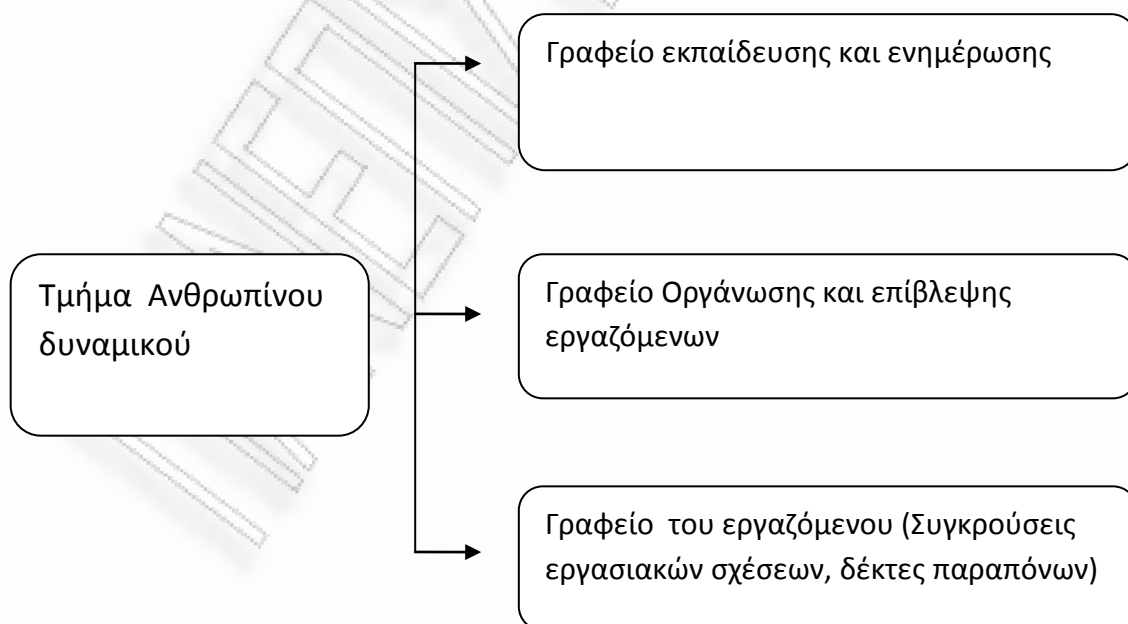 Γραφείο εκπαίδευσης και ενημέρωσης
Τμήμα Ανθρωπίνου
δυναμικού
Γραφείο Οργάνωσης και επίβλεψης
εργαζόμενων
Γραφείο του εργαζόμενου (Συγκρούσεις
εργασιακών σχέσεων, δέκτες παραπόνων)